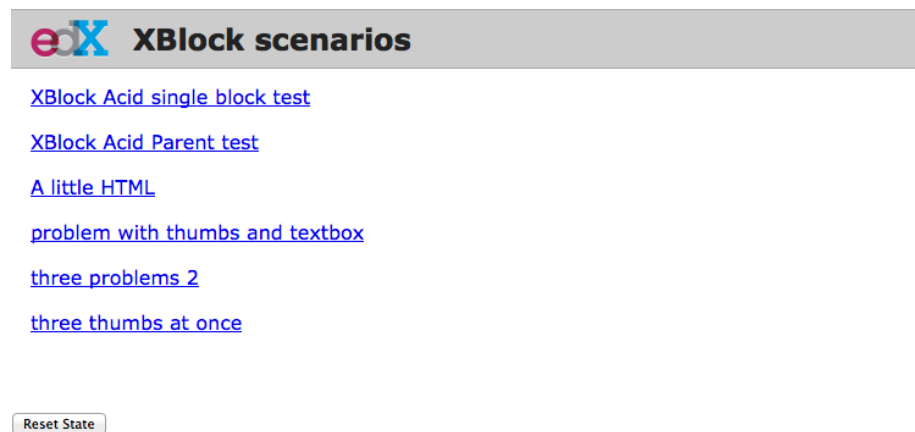 edX XBlock scenarios
XBlock Acid single block test
XBlock Acid Parent test
A little HTML
problem with thumbs and textbox
three problems 2
three thumbs at once
Reset State